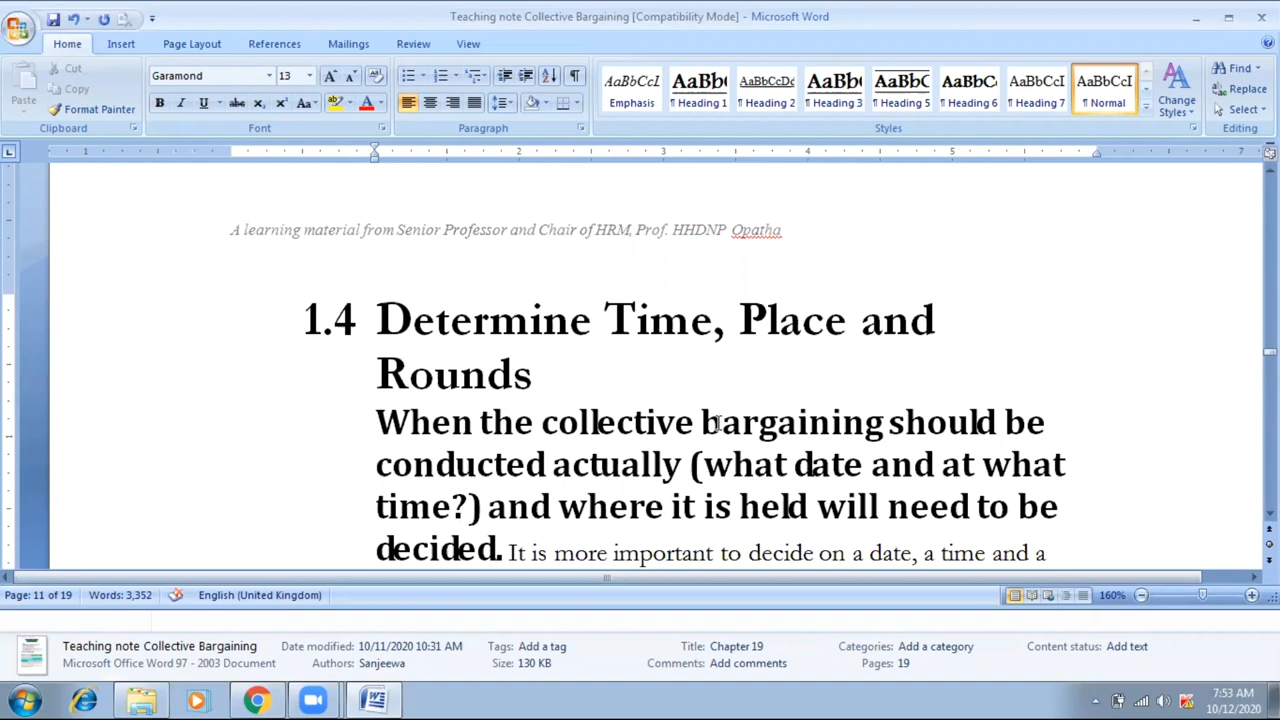 Teaching note Collective Bargaining [Compatibility Mode] - Microsoft Word
Home Insert Page Layout References Mailings Review View
Paste
Cut
Copy
Format Painter
Clipboard
Garamond 13
Font
Paragraph
AaBbCcI AaBb( AaBbCcDc AaBb( AaBbC AaBbC AaBbCcI AaBbCcI
Emphasis ¶ Heading 1 ¶ Heading 2 ¶ Heading 3 ¶ Heading 5 ¶ Heading 6 ¶ Heading 7 ¶ Normal
Change Styles
Styles
Find
Replace
Select
Editing
1 1 2 3 4 5 7
A learning material from Senior Professor and Chair of HRM, Prof. HHDNP Opatha
1.4 Determine Time, Place and
Rounds
When the collective bargaining should be
conducted actually (what date and at what
time?) and where it is held will need to be
decided. It is more important to decide on a date, a time and a
Page: 11 of 19 Words: 3,352 English (United Kingdom) 160%
Teaching note Collective Bargaining Date modified: 10/11/2020 10:31 AM Tags: Add a tag Title: Chapter 19 Categories: Add a category Content status: Add text
Microsoft Office Word 97 - 2003 Document Authors: Sanjeewa Size: 130 KB Comments: Add comments Pages: 19
7:53 AM
10/12/2020